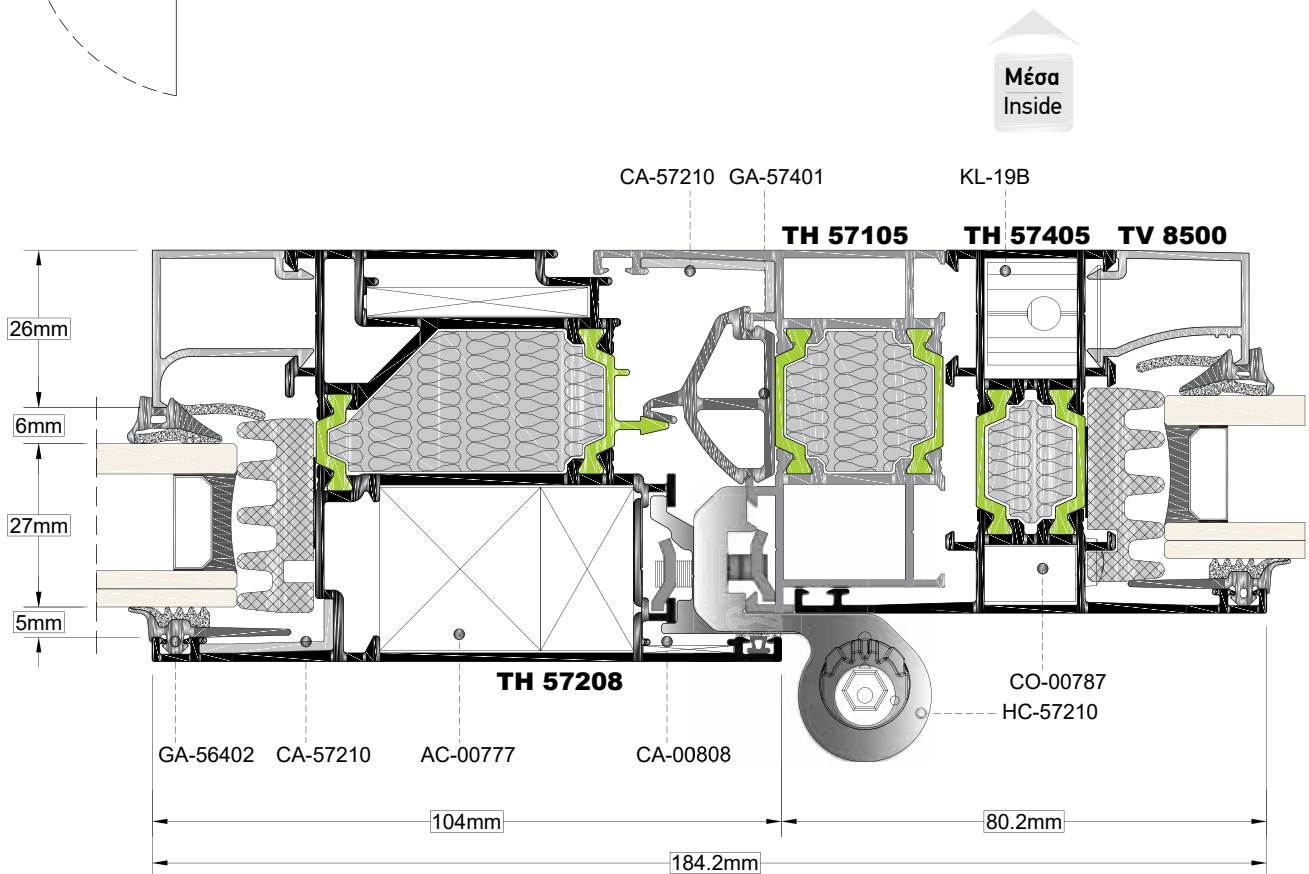 Μέσα
Inside
CA-57210 GA-57401 KL-19B
TH 57105 TH 57405 TV 8500
26mm
6mm
27mm
5mm
TH 57208
CO-00787
HC-57210
GA-56402 CA-57210 AC-00777 CA-00808
104mm 80.2mm
184.2mm